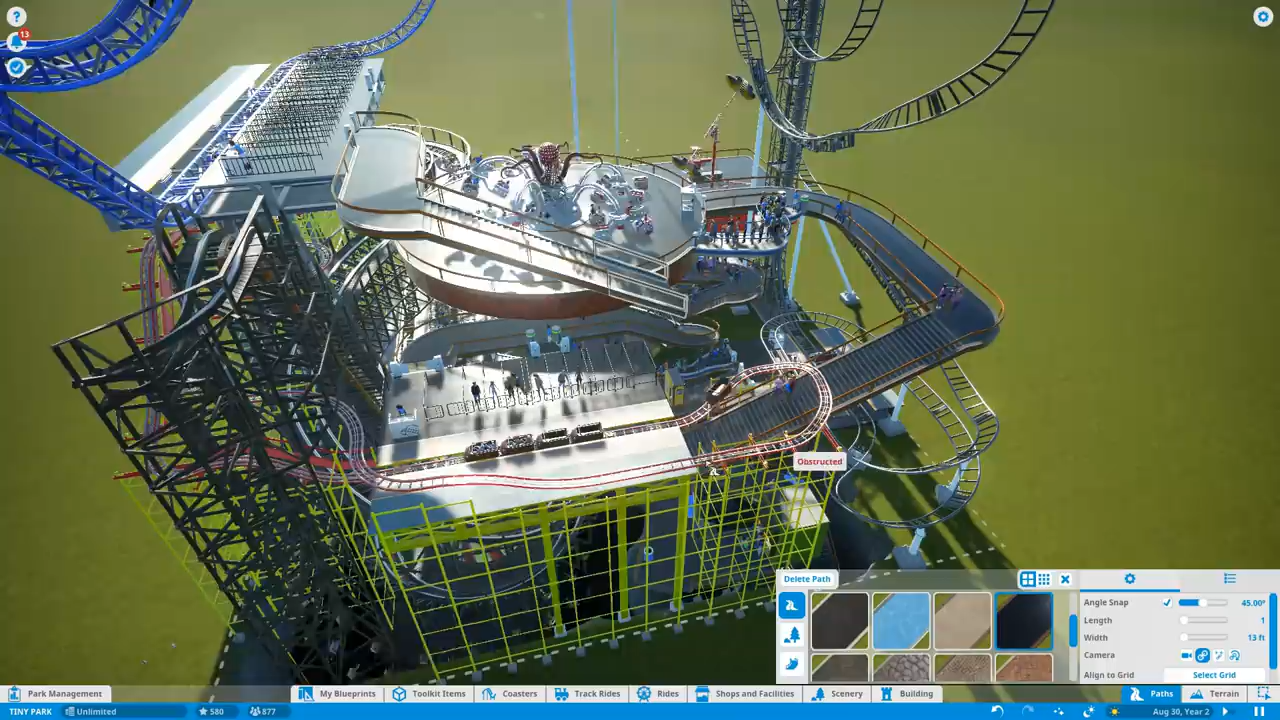 ?
13
Obstructed
Delete Path
Angle Snap
45.00°
Length
1
Width
13 ft
Camera
Align to Grid
Select Grid
Park Management
My Blueprints
Toolkit Items
Coasters
Track Rides
Rides
Shops and Facilities
Scenery
Building
Paths
Terrain
TINY PARK
Unlimited
580
877
Aug 30, Year 2